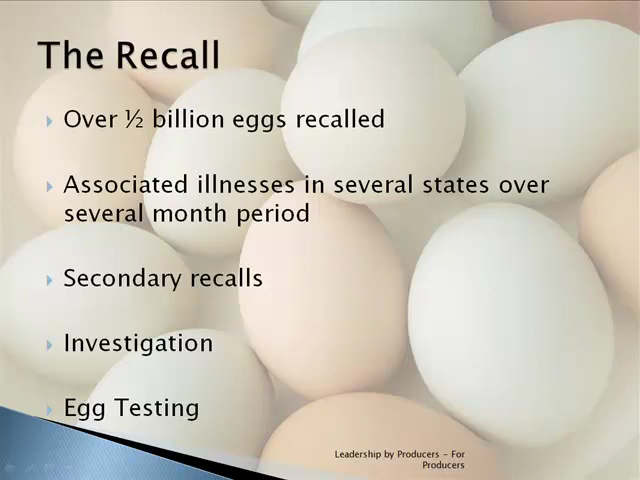 The Recall
Over ½ billion eggs recalled
Associated illnesses in several states over
several month period
Secondary recalls
Investigation
Egg Testing
Leadership by Producers - For
Producers